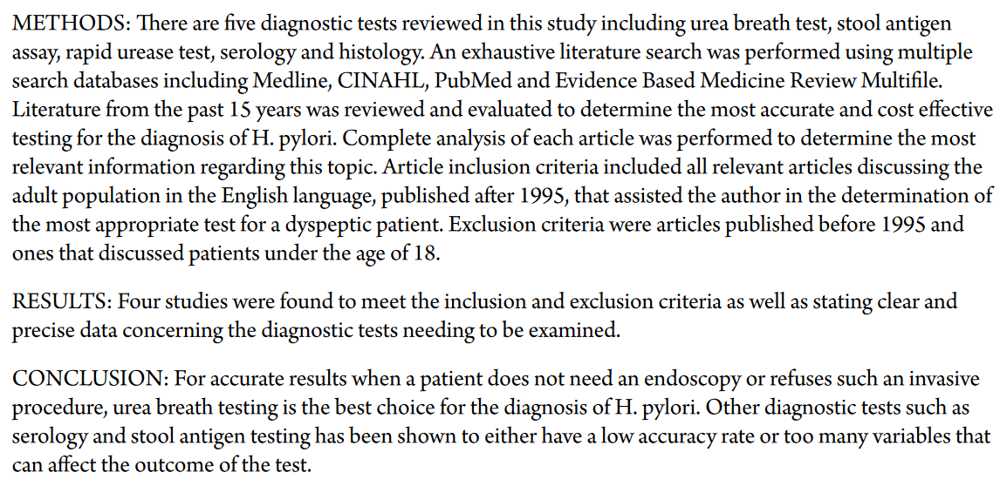 METHODS: There are five diagnostic tests reviewed in this study including urea breath test, stool antigen
assay, rapid urease test, serology and histology. An exhaustive literature search was performed using multiple
search databases including Medline, CINAHL, PubMed and Evidence Based Medicine Review Multifile.
Literature from the past 15 years was reviewed and evaluated to determine the most accurate and cost effective
testing for the diagnosis of H. pylori. Complete analysis of each article was performed to determine the most
relevant information regarding this topic. Article inclusion criteria included all relevant articles discussing the
adult population in the English language, published after 1995, that assisted the author in the determination of
the most appropriate test for a dyspeptic patient. Exclusion criteria were articles published before 1995 and
ones that discussed patients under the age of 18.
RESULTS: Four studies were found to meet the inclusion and exclusion criteria as well as stating clear and
precise data concerning the diagnostic tests needing to be examined.
CONCLUSION: For accurate results when a patient does not need an endoscopy or refuses such an invasive
procedure, urea breath testing is the best choice for the diagnosis of H. pylori. Other diagnostic tests such as
serology and stool antigen testing has been shown to either have a low accuracy rate or too many variables that
can affect the outcome of the test.